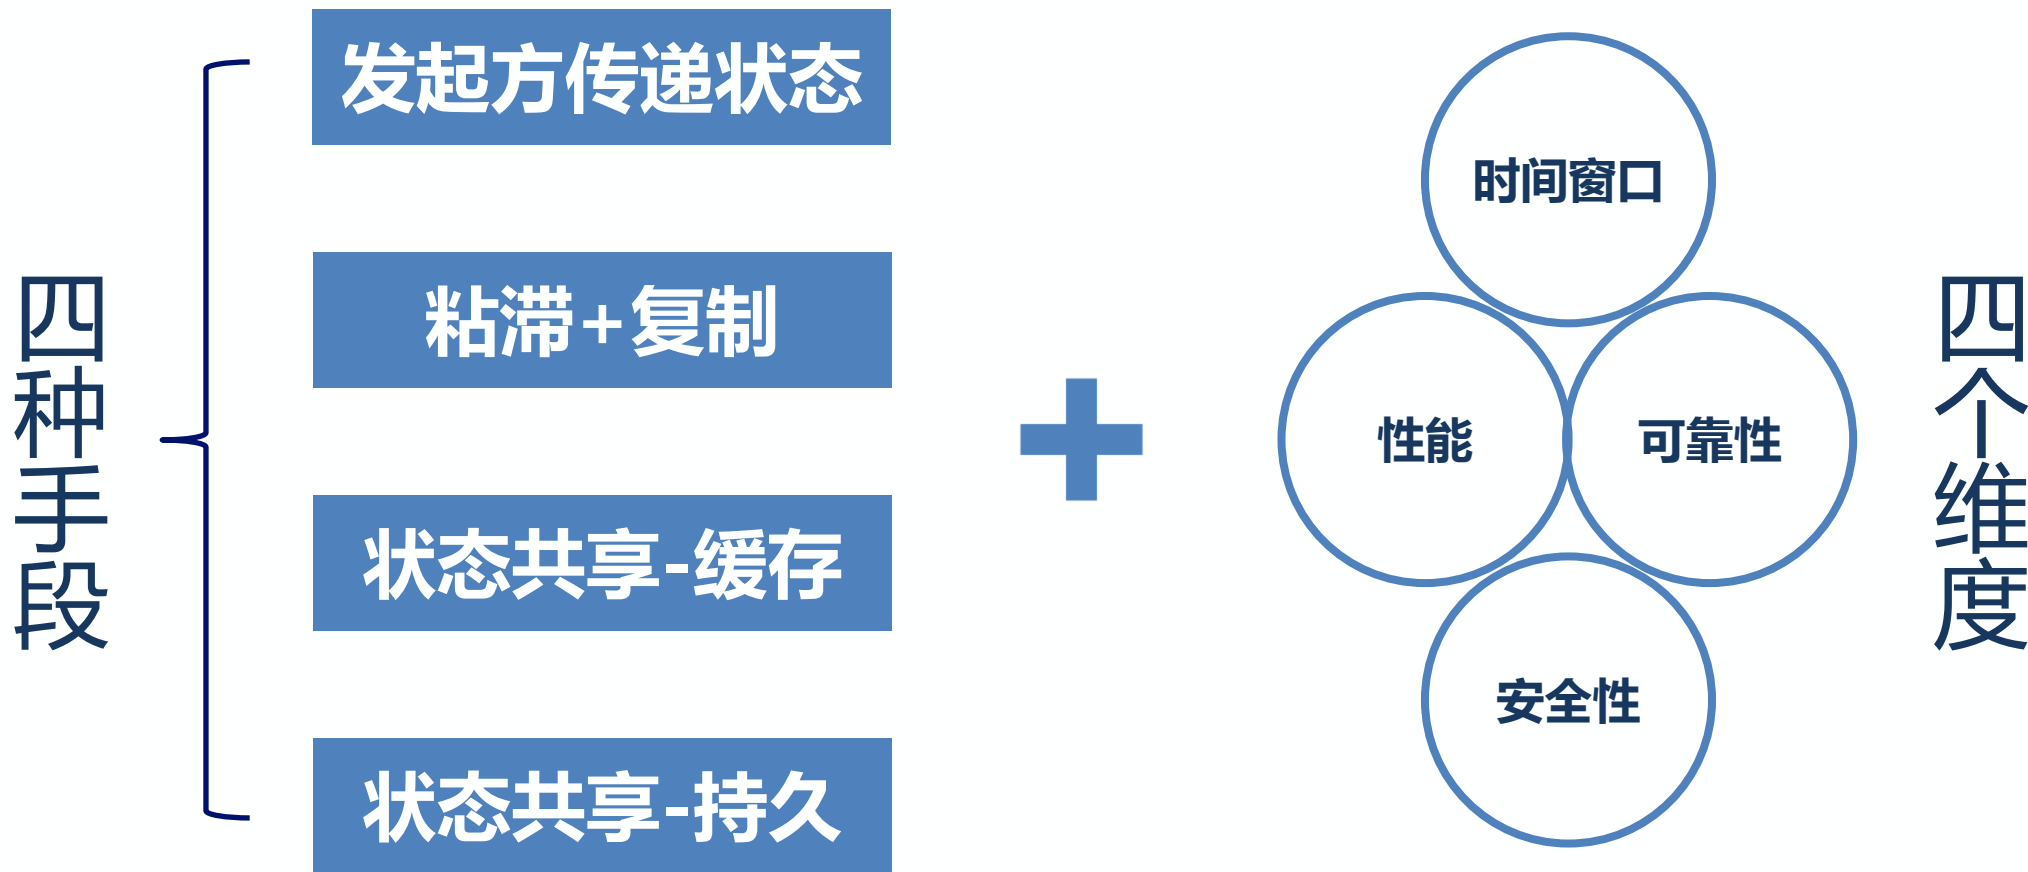 四种手段
发起方传递状态
粘滞+复制
状态共享-缓存
状态共享-持久
时间窗口
性能
可靠性
安全性
四个维度